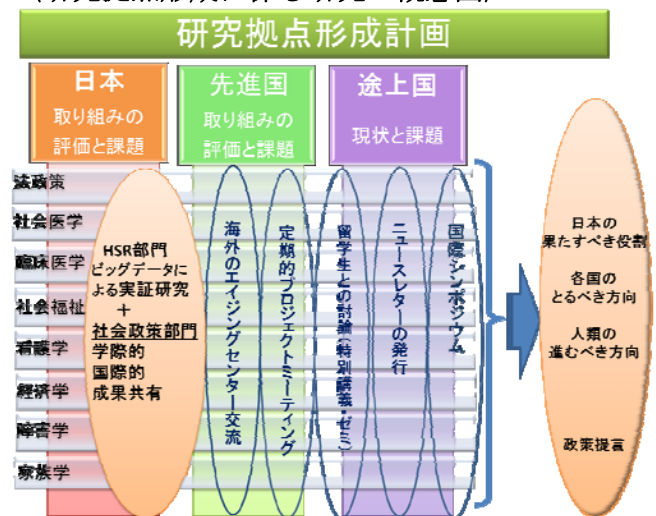 研究拠点形成計画
日本
取り組みの
評価と課題
先進国
取り組みの
評価と課題
途上国
現状と課題
法政策
社会医学
臨床医学
社会福祉
看護学
経済学
障害学
家族学
HSR部門
ビッグデータに
よる実証研究
+
社会政策部門
学際的
国際的
成果共有
海外のエイジングセンター交流
定期的プロジェクトミーティング
留学生との討論(特別講義・ゼミ)
ニュースレターの発行
国際シンポジウム
日本の
果たすべき役割
各国の
とるべき方向
人類の
進むべき方向
政策提言